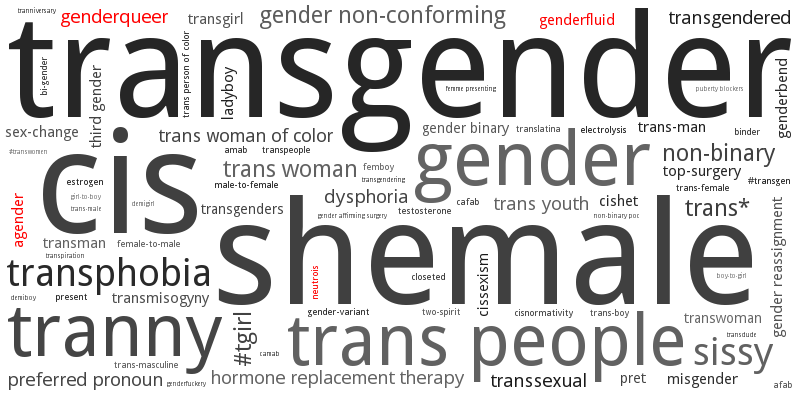 tranniversary
genderqueer
transgirl
gender non-conforming
genderfluid
transgendered
transgender
bi-gender
third gender
trans person of color
ladyboy
femme presenting
puberty blockers
genderbend
sex-change
#transwomen
trans woman of color
gender binary
translatina
electrolysis
trans-man
binder
amab
transpeople
cis
gender
non-binary
trans woman
femboy
transgendering
top-surgery
estrogen
male-to-female
trans-female
#transgen
girl-to-boy
trans-male
demigirl
dysphoria
cafab
trans youth
cishet
trans*
agender
transgenders
gender affirming surgery
testosterone
non-binary poc
gender reassignment
transman
female-to-male
transpiration
shemale
transphobia
neutrois
closeted
cissexism
boy-to-girl
demiboy
present
transmisogyny
tranny
#tgirl
gender-variant
two-spirit
cisnormativity
trans-boy
transwoman
trans people
transdude
camab
sissy
trans-masculine
preferred pronoun
genderfuckery
hormone replacement therapy
transsexual
pret
misgender
afab